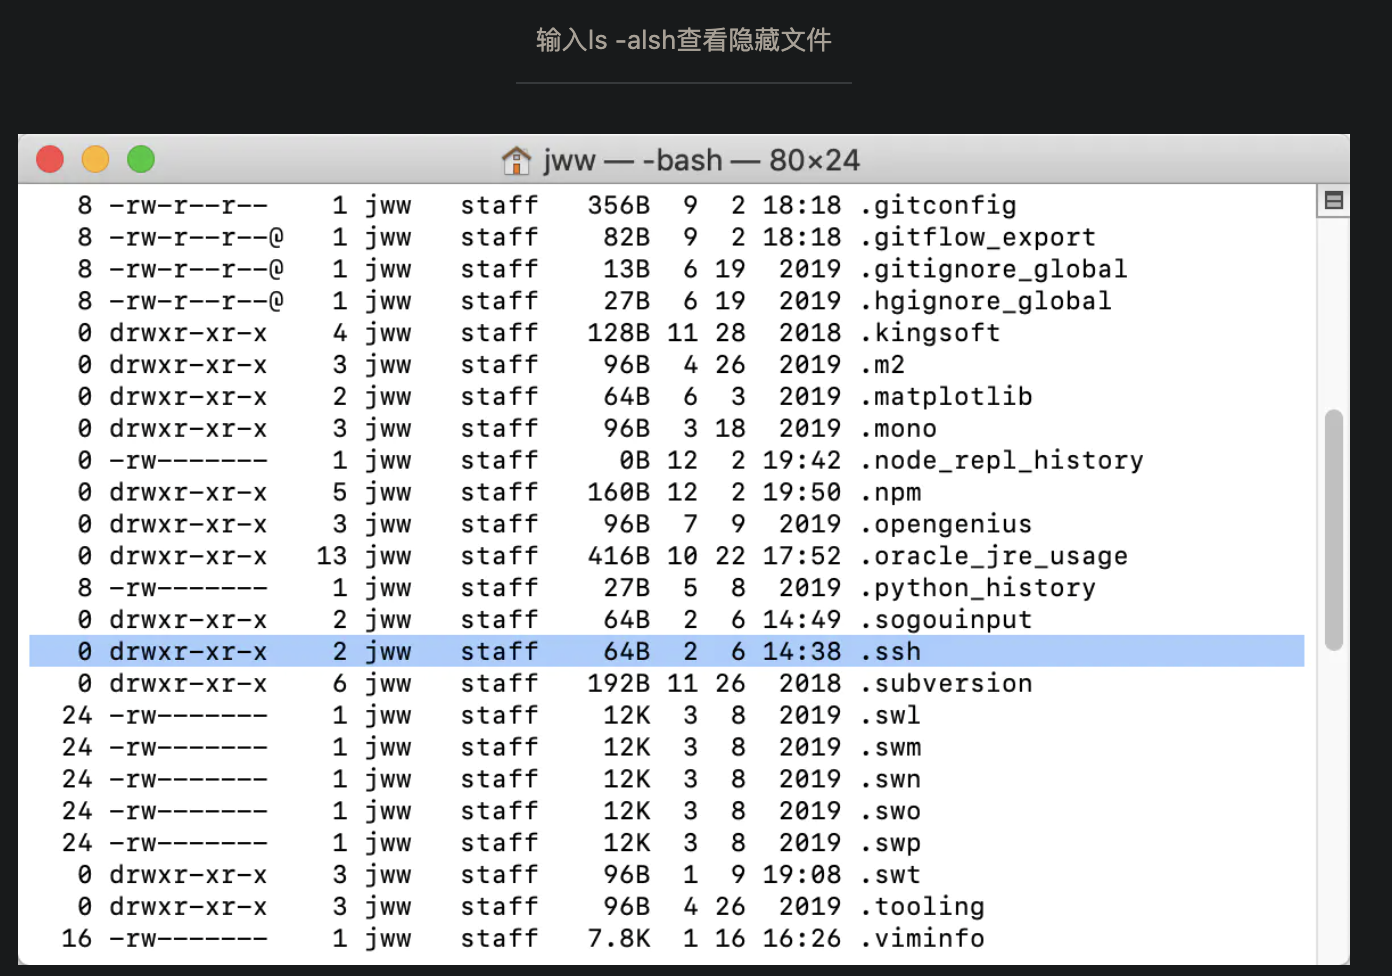 输入ls -alsh查看隐藏文件
jww — -bash — 80×24
8 -rw-r--r-- 1 jww staff 356B 9 2 18:18 .gitconfig
8 -rw-r--r--@ 1 jww staff 82B 9 2 18:18 .gitflow_export
8 -rw-r--r--@ 1 jww staff 13B 6 19 2019 .gitignore_global
8 -rw-r--r--@ 1 jww staff 27B 6 19 2019 .hgignore_global
0 drwxr-xr-x 4 jww staff 128B 11 28 2018 .kingsoft
0 drwxr-xr-x 3 jww staff 96B 4 26 2019 .m2
0 drwxr-xr-x 2 jww staff 64B 6 3 2019 .matplotlib
0 drwxr-xr-x 3 jww staff 96B 3 18 2019 .mono
0 -rw------- 1 jww staff 0B 12 2 19:42 .node_repl_history
0 drwxr-xr-x 5 jww staff 160B 12 2 19:50 .npm
0 drwxr-xr-x 3 jww staff 96B 7 9 2019 .opengenius
0 drwxr-xr-x 13 jww staff 416B 10 22 17:52 .oracle_jre_usage
8 -rw------- 1 jww staff 27B 5 8 2019 .python_history
0 drwxr-xr-x 2 jww staff 64B 2 6 14:49 .sogouinput
0 drwxr-xr-x 2 jww staff 64B 2 6 14:38 .ssh
0 drwxr-xr-x 6 jww staff 192B 11 26 2018 .subversion
24 -rw------- 1 jww staff 12K 3 8 2019 .swl
24 -rw------- 1 jww staff 12K 3 8 2019 .swm
24 -rw------- 1 jww staff 12K 3 8 2019 .swn
24 -rw------- 1 jww staff 12K 3 8 2019 .swo
24 -rw------- 1 jww staff 12K 3 8 2019 .swp
0 drwxr-xr-x 3 jww staff 96B 1 9 19:08 .swt
0 drwxr-xr-x 3 jww staff 96B 4 26 2019 .tooling
16 -rw------- 1 jww staff 7.8K 1 16 16:26 .viminfo